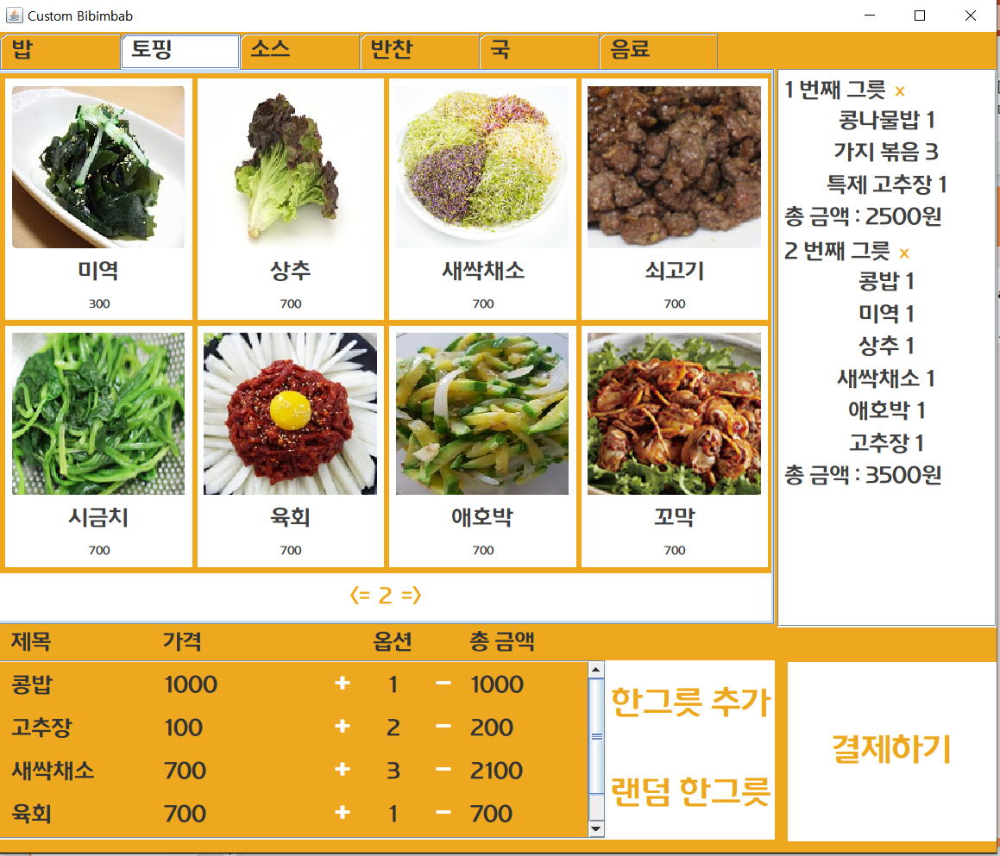 Custom Bibimbab
밥 토핑 소스 반찬 국 음료
미역 상추 새싹채소 쇠고기
300 700 700 700
시금치 육회 애호박 꼬막
700 700 700 700
<= 2 =>
1 번째 그릇 x
콩나물밥 1
가지 볶음 3
특제 고추장 1
총 금액 : 2500원
2 번째 그릇 x
콩밥 1
미역 1
상추 1
새싹채소 1
애호박 1
고추장 1
총 금액 : 3500원
제목 가격 옵션 총 금액
콩밥 1000 + 1 - 1000
고추장 100 + 2 - 200
새싹채소 700 + 3 - 2100
육회 700 + 1 - 700
한그릇 추가
랜덤 한그릇
결제하기